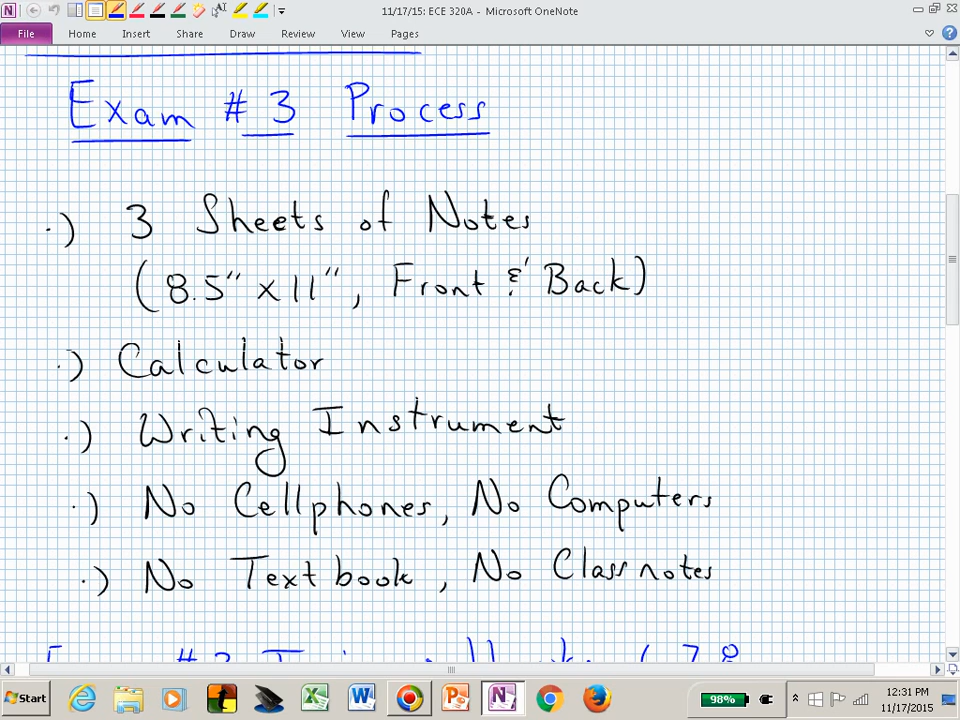 11/17/15: ECE 320A - Microsoft OneNote
File Home Insert Share Draw Review View Pages
Exam # 3 Process
.) 3 Sheets of Notes
(8.5" x 11", Front & Back)
.) Calculator
.) Writing Instrument
.) No Cellphones, No Computers
.) No Textbook, No Classnotes
Start
98%
12:31 PM
11/17/2015